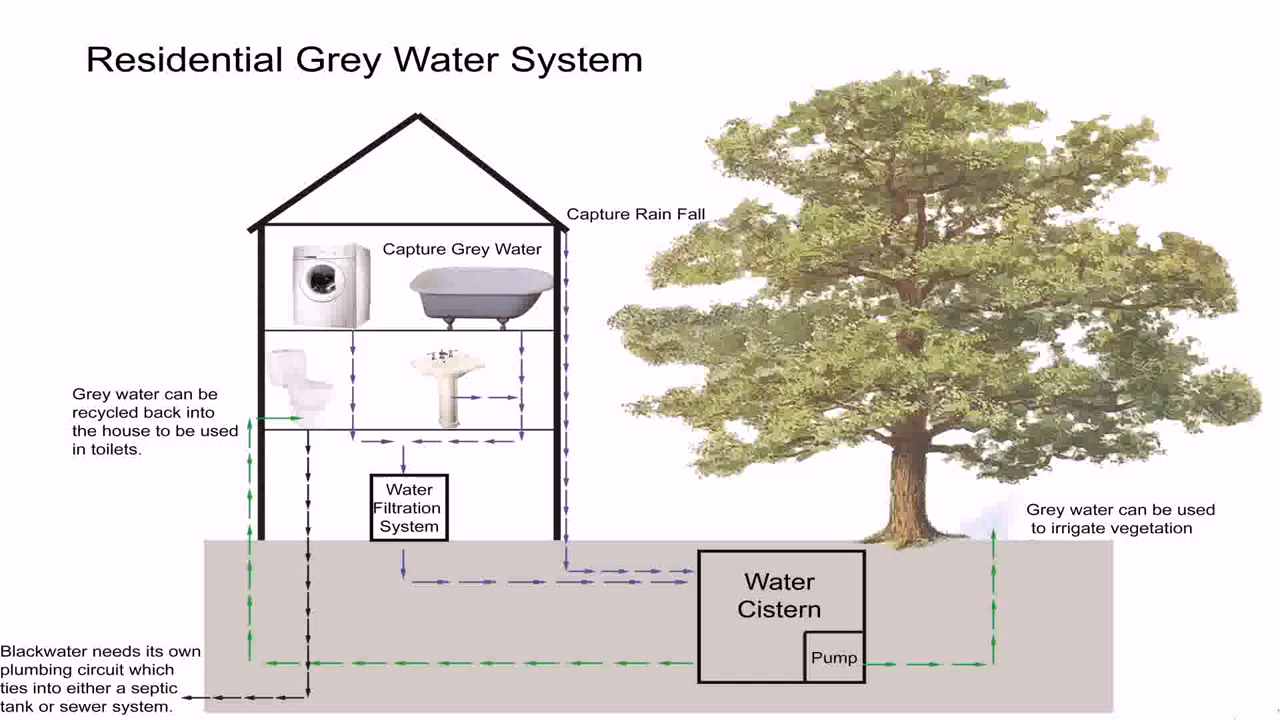 Residential Grey Water System
Capture Rain Fall
Capture Grey Water
Grey water can be
recycled back into
the house to be used
in toilets.
Water
Filtration
System
Grey water can be used
to irrigate vegetation
Water
Cistern
Pump
Blackwater needs its own
plumbing circuit which
ties into either a septic
tank or sewer system.